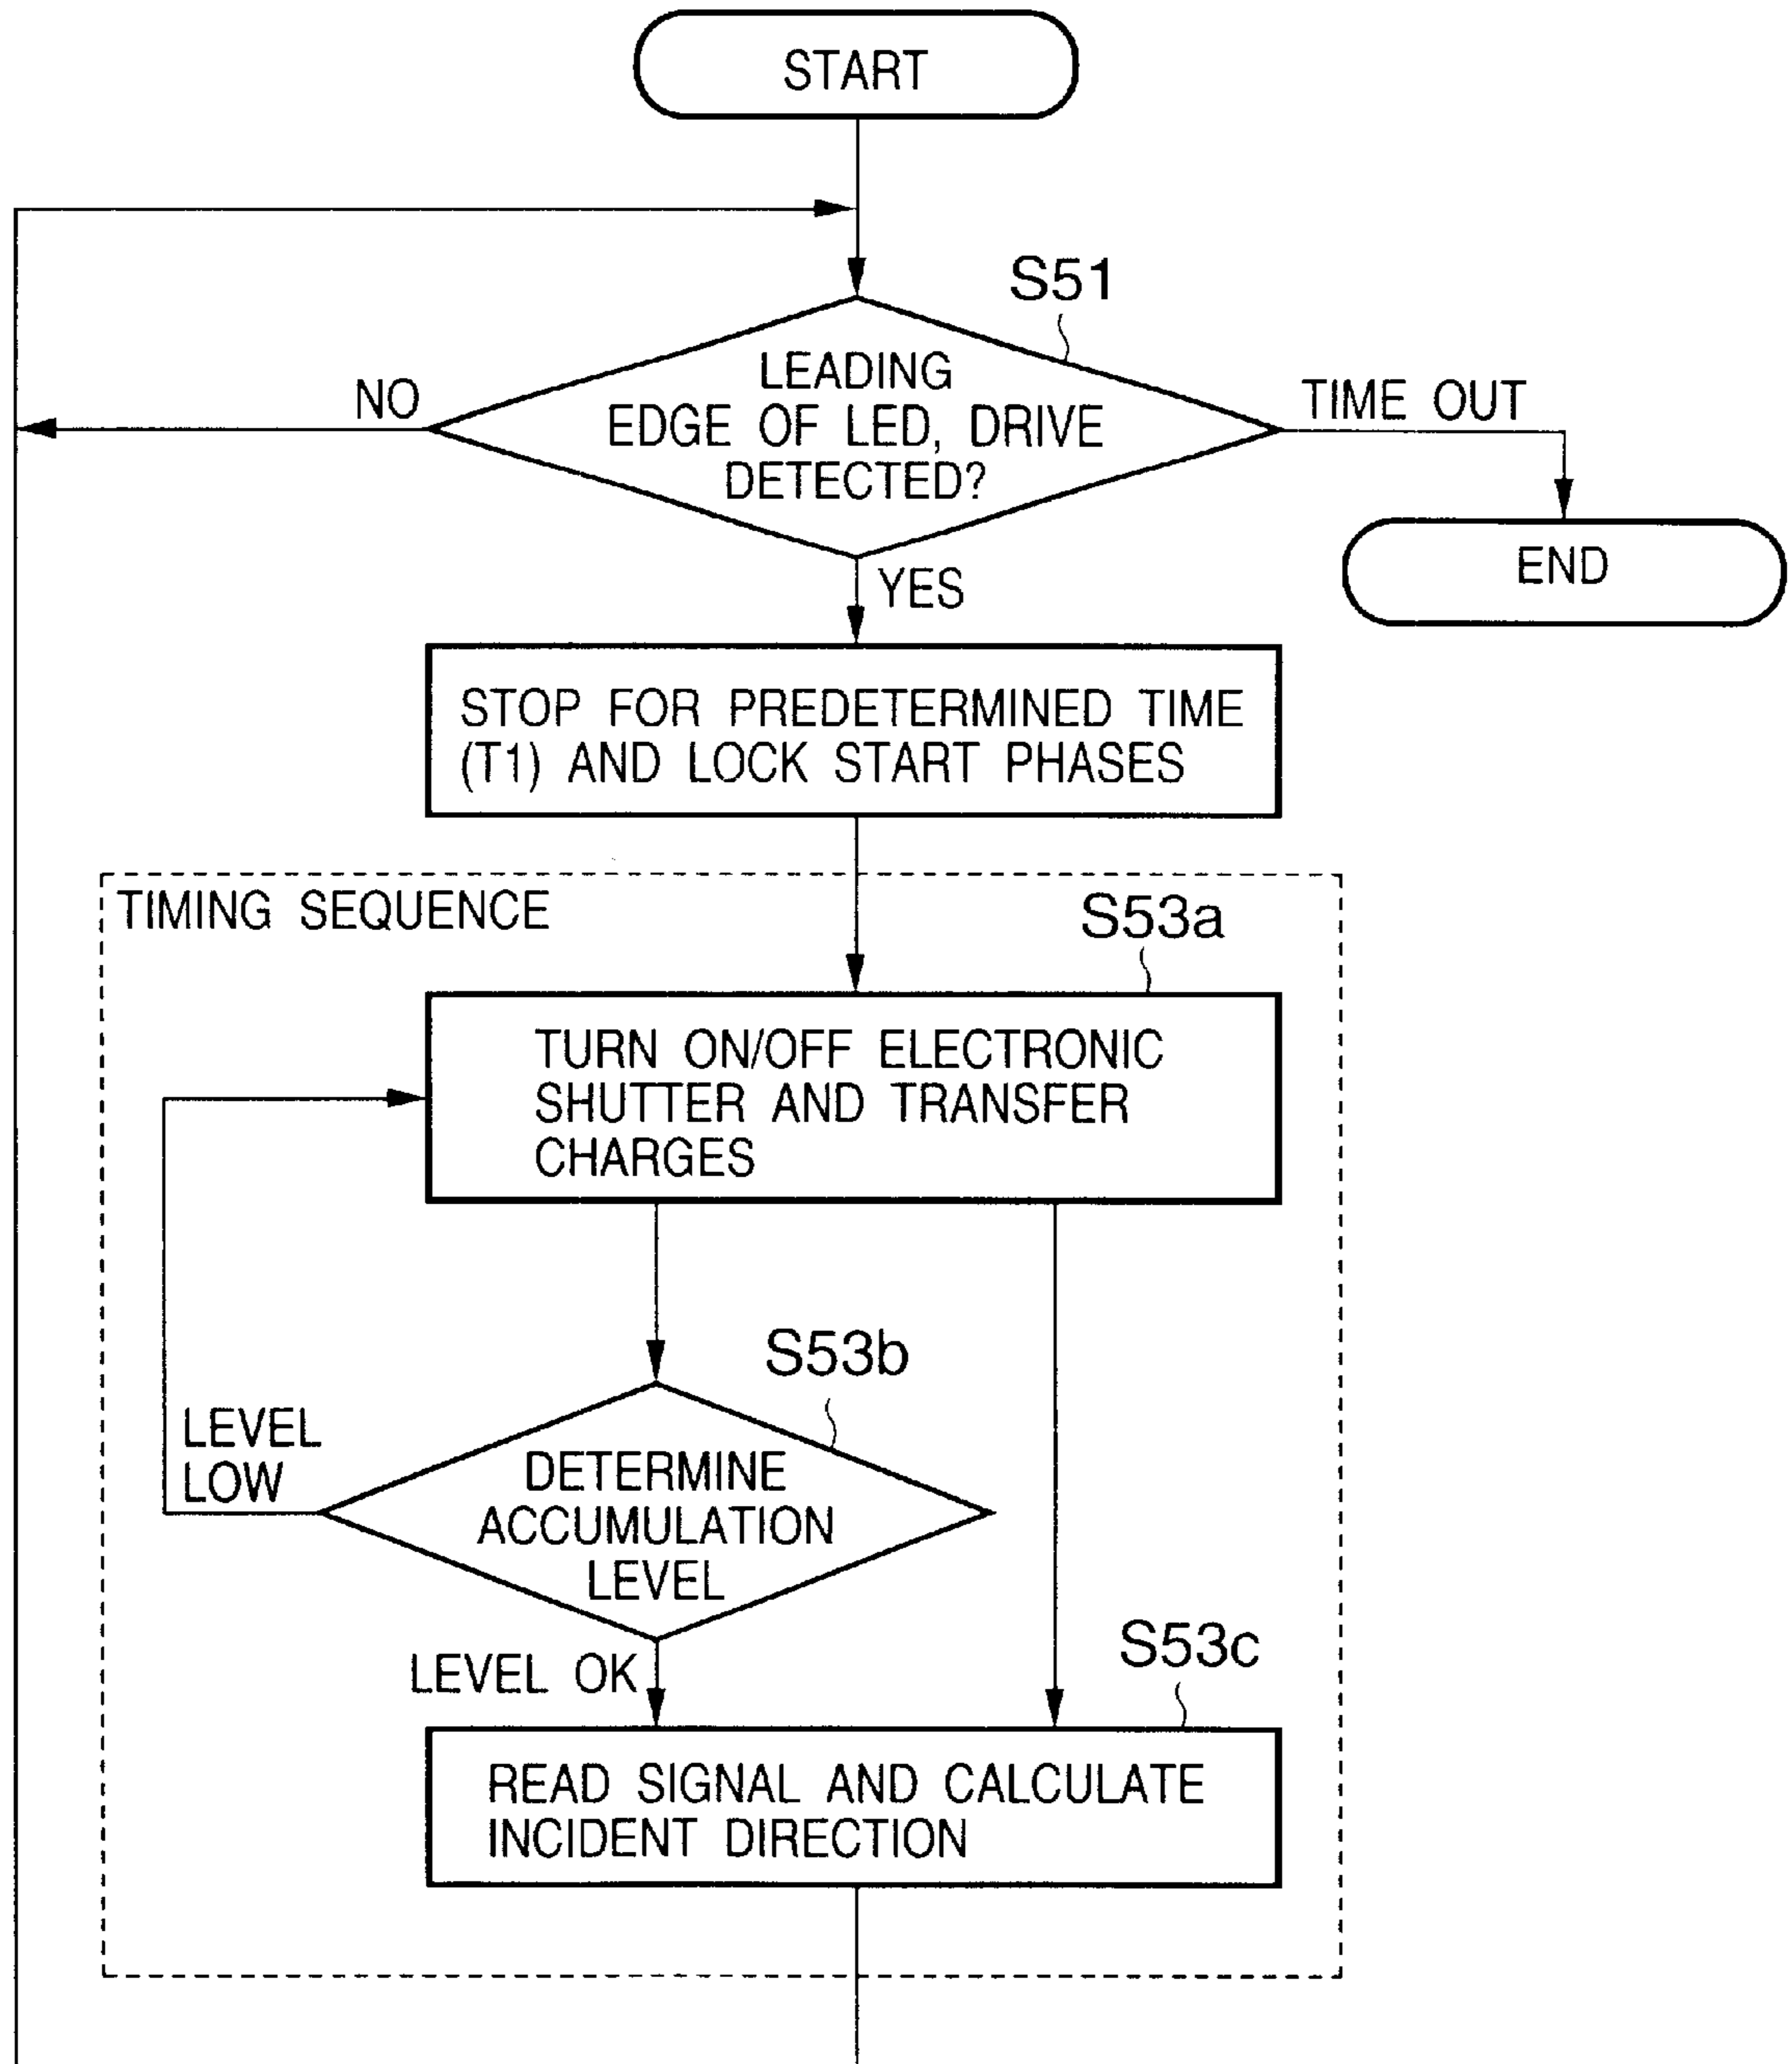 START
S51
LEADING
EDGE OF LED, DRIVE
DETECTED?
NO
TIME OUT
END
YES
STOP FOR PREDETERMINED TIME
(T1) AND LOCK START PHASES
TIMING SEQUENCE
S53a
TURN ON/OFF ELECTRONIC
SHUTTER AND TRANSFER
CHARGES
S53b
LEVEL
LOW
DETERMINE
ACCUMULATION
LEVEL
LEVEL OK
S53c
READ SIGNAL AND CALCULATE
INCIDENT DIRECTION